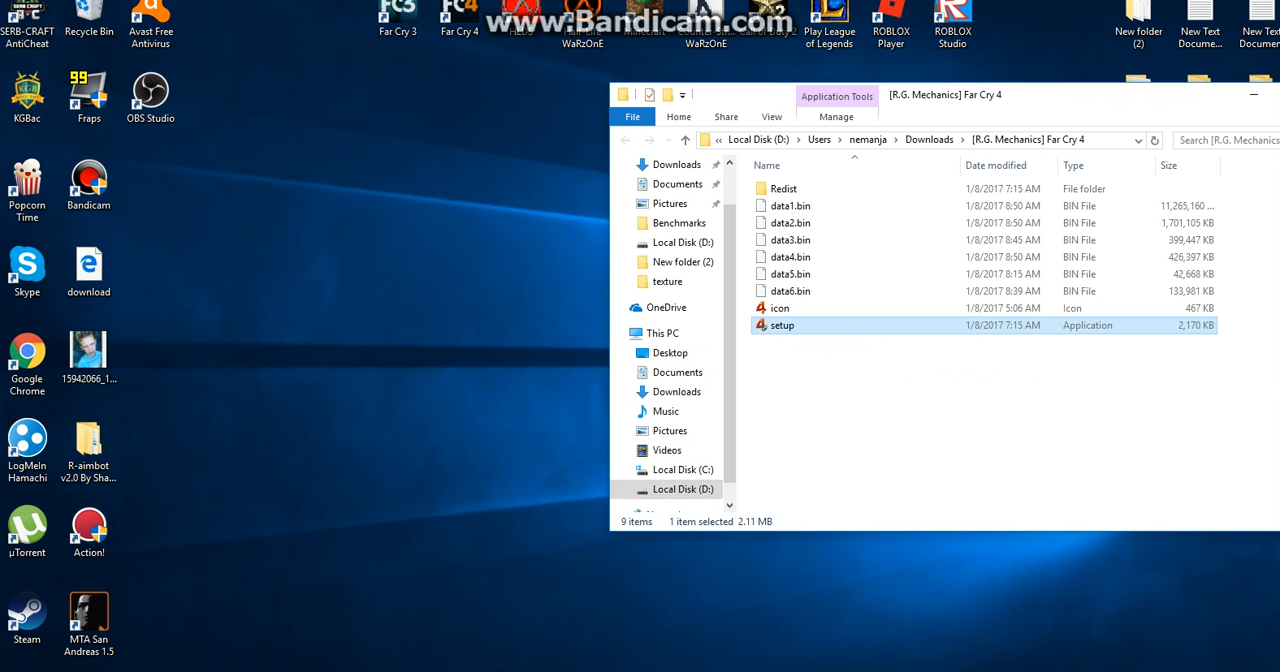 www.Bandicam.com
SERB-CRAFT AntiCheat
Recycle Bin
Avast Free Antivirus
Far Cry 3
Far Cry 4
WaRzOnE
WaRzOnE
Play League of Legends
ROBLOX Player
ROBLOX Studio
New folder (2)
New Text Docume...
New Text
KGBac
99
Fraps
OBS Studio
Popcorn Time
Bandicam
Skype
download
Google Chrome
15942066_1...
LogMeIn Hamachi
R-aimbot v2.0 By Sha...
µTorrent
Action!
Steam
MTA San Andreas 1.5
Application Tools
[R.G. Mechanics] Far Cry 4
File
Home
Share
View
Manage
« Local Disk (D:) › Users › nemanja › Downloads › [R.G. Mechanics] Far Cry 4
Search [R.G. Mechanics
Downloads
Documents
Pictures
Benchmarks
Local Disk (D:)
New folder (2)
texture
OneDrive
This PC
Desktop
Documents
Downloads
Music
Pictures
Videos
Local Disk (C:)
Local Disk (D:)
Name Date modified Type Size
Redist 1/8/2017 7:15 AM File folder
data1.bin 1/8/2017 8:50 AM BIN File 11,265,160 ...
data2.bin 1/8/2017 8:50 AM BIN File 1,701,105 KB
data3.bin 1/8/2017 8:45 AM BIN File 399,447 KB
data4.bin 1/8/2017 8:50 AM BIN File 426,397 KB
data5.bin 1/8/2017 8:15 AM BIN File 42,668 KB
data6.bin 1/8/2017 8:39 AM BIN File 133,981 KB
icon 1/8/2017 5:06 AM Icon 467 KB
setup 1/8/2017 7:15 AM Application 2,170 KB
9 items 1 item selected 2.11 MB